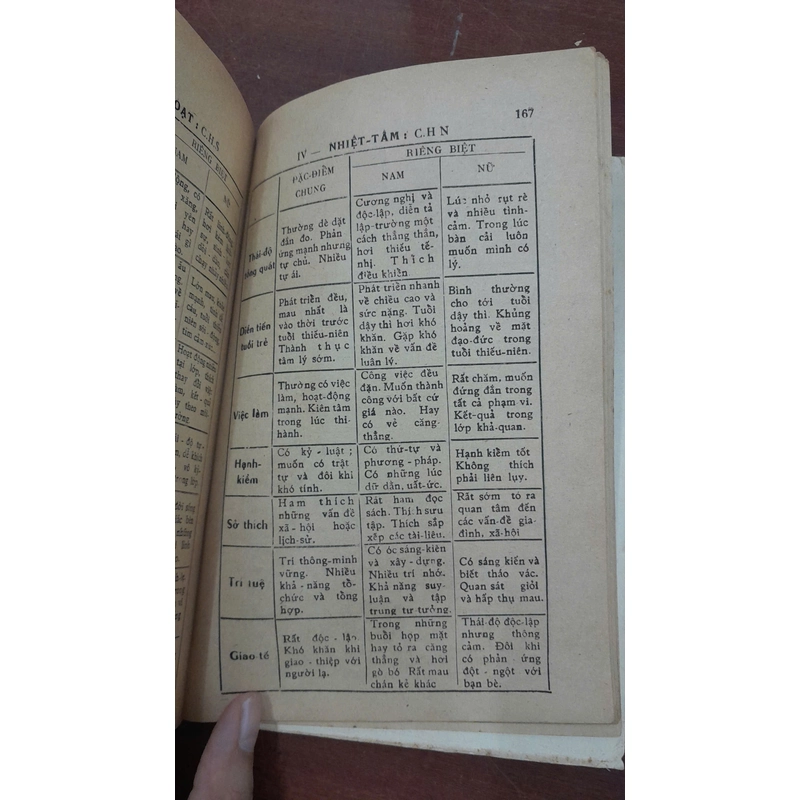 OẠT : C.H.S
RIÊNG BIỆT
NAM
NỮ
167
IV — NHIỆT-TÂM : C.H N
ĐẶC-ĐIỂM
CHUNG
RIÊNG BIỆT
NAM
NỮ
Thái-độ
tổng quát
Thường dè dặt
đắn đo. Phản
ứng mạnh nhưng
tự chủ. Nhiều
tự ái.
Cương nghị và
độc-lập, diễn tả
lập-trường một
cách thẳng thắn,
hơi thiếu tế-
nhị. Thích
điều khiển
Lúc nhỏ rụt rè
và nhiều tình-
cảm. Trong lúc
bàn cãi luôn
muốn mình có
lý.
Diễn tiến
tuổi trẻ
Phát triển đều,
mau nhất là
vào thời trước
tuổi thiếu-niên
Thành thục
tâm lý sớm.
Phát triển nhanh
về chiều cao và
sức nặng. Tuổi
dậy thì hơi khó
khăn. Gặp khó
khăn về vấn đề
luân lý.
Bình thường
cho tới tuổi
dậy thì. Khủng
hoảng về mặt
đạo-đức trong
tuổi thiếu-niên.
Việc làm
Thường có việc
làm, hoạt-động
mạnh. Kiên tâm
trong lúc thi-
hành.
Công việc đều
đặn. Muốn thành
công với bất cứ
giá nào. Hay
có vẻ căng-
thẳng.
Rất chăm, muốn
đứng đắn trong
tất cả phạm vi.
Kết-quả trong
lớp khả-quan.
Hạnh-
kiểm
Có kỷ - luật ;
muốn có trật
tự và đôi khi
khó tính.
Có thứ-tự và
phương - pháp.
Có những lúc
dữ dằn, uất-ức.
Hạnh kiểm tốt
Không thích
phải liên lụy.
Sở thích
Ham thích
những vấn đề
xã - hội hoặc
lịch-sử.
Rất ham đọc
sách. Thích sưu
tập. Thích sắp
xếp các tài-liệu.
Rất sớm tỏ ra
quan tâm đến
các vấn-đề gia-
đình, xã-hội
Trí tuệ
Trí thông-minh
vững. Nhiều
khả - năng tổ-
chức và tổng
hợp.
Có óc sáng-kiến
và xây - dựng.
Nhiều trí nhớ.
Khả năng suy-
luận và tập
trung tư-tưởng.
Có sáng kiến và
biết tháo vác.
Quan sát giỏi
và hấp thụ mau.
Giao-tế
Rất độc - lập.
Khó khăn khi
giao - thiệp với
người lạ.
Trong những
buổi họp mặt
hay tỏ ra căng
thẳng và hơi
gò bó Rất mau
chán kẻ khác
Thái-độ độc-lập
nhưng thông
cảm. Đôi khi
có phản ứng
đột - ngột với
bạn bè.